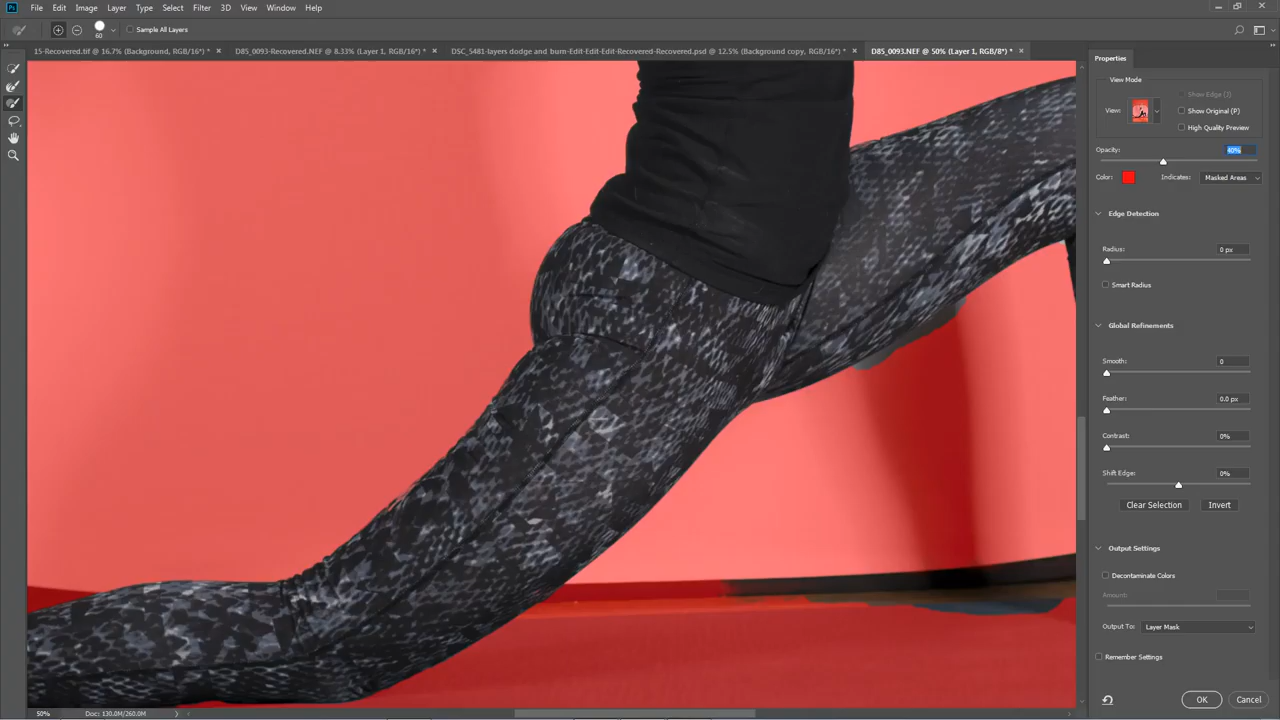 Ps File Edit Image Layer Type Select Filter 3D View Window Help
60 Sample All Layers
15-Recovered.tif @ 16.7% (Background, RGB/16*) * × D85_0093-Recovered.NEF @ 8.33% (Layer 1, RGB/16*) * × DSC_5481-layers dodge and burn-Edit-Edit-Edit-Recovered-Recovered.psd @ 12.5% (Background copy, RGB/16*) * × D85_0093.NEF @ 50% (Layer 1, RGB/8*) * ×
Properties
View Mode
Show Edge (J)
View: Show Original (P)
High Quality Preview
Opacity: 40%
Color: Indicates: Masked Areas
Edge Detection
Radius: 0 px
Smart Radius
Global Refinements
Smooth: 0
Feather: 0.0 px
Contrast: 0%
Shift Edge: 0%
Clear Selection Invert
Output Settings
Decontaminate Colors
Amount:
Output To: Layer Mask
Remember Settings
OK Cancel
50% Doc: 130.0M/260.0M